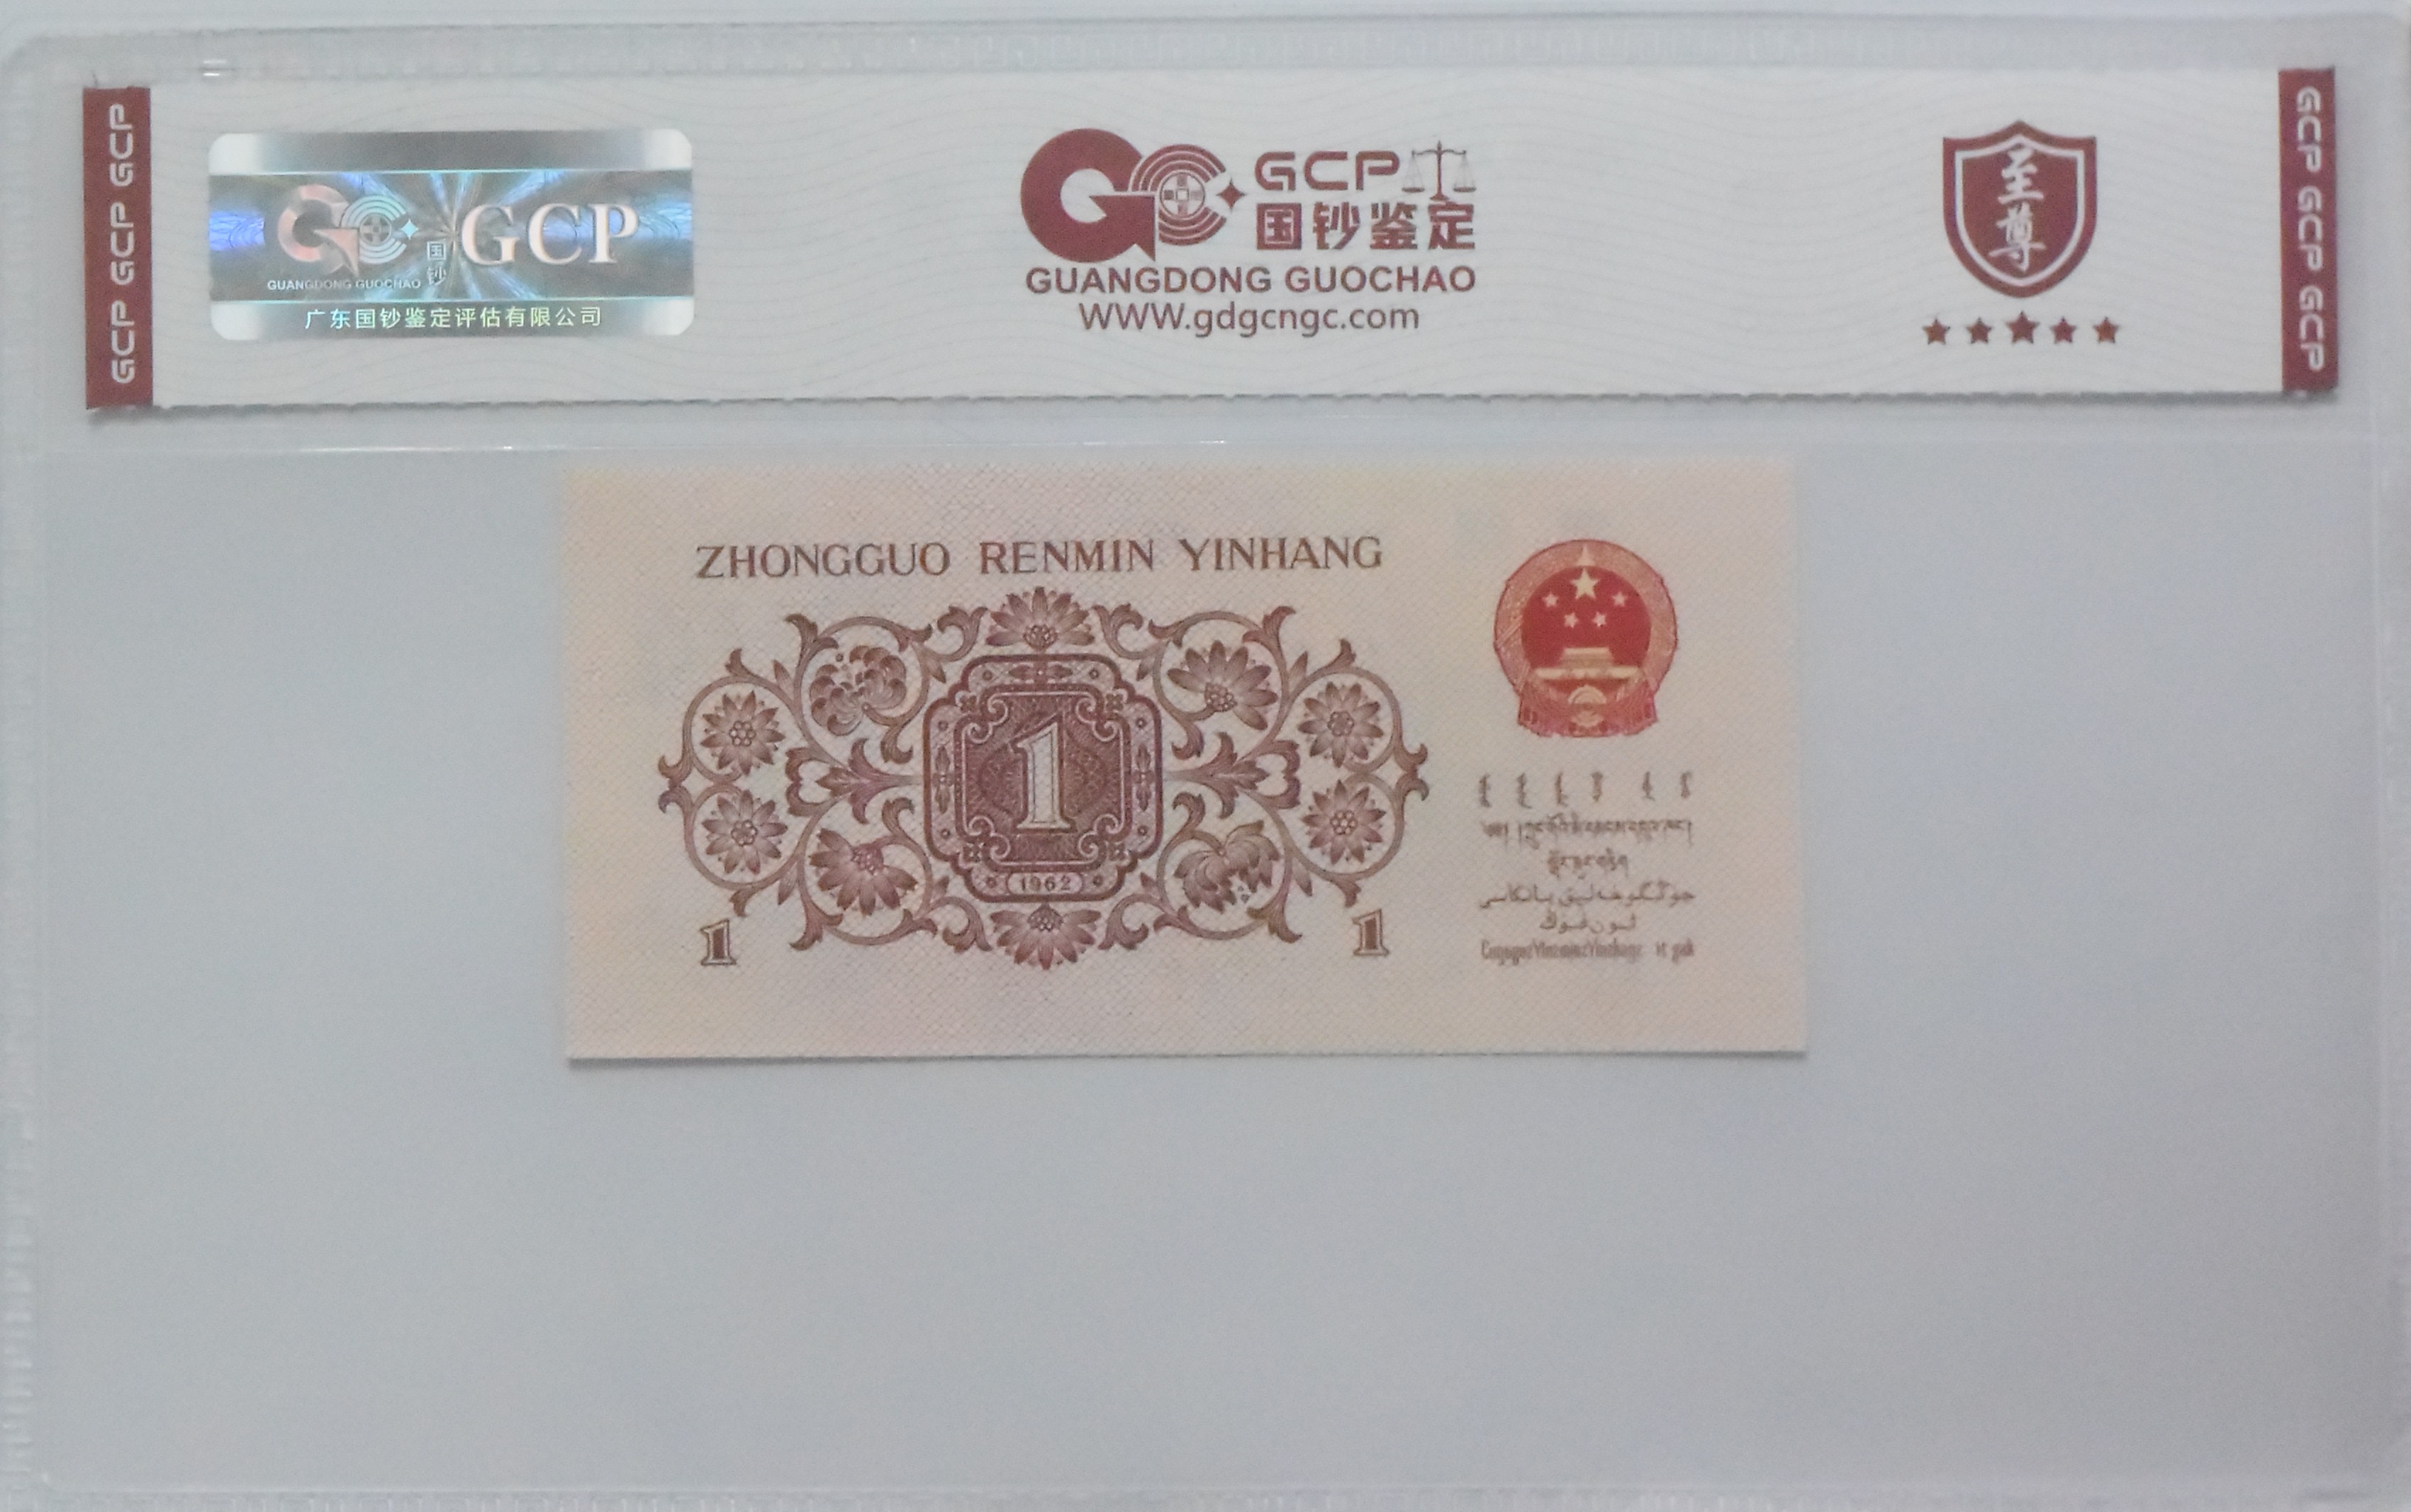 GCP GCP GCP
GUANGDONG GUOCHAO
国钞
GCP
广东国钞鉴定评估有限公司
GCP
国钞鉴定
GUANGDONG GUOCHAO
WWW.gdgcngc.com
至尊
GCP GCP GCP
ZHONGGUO RENMIN YINHANG
1
1962
1
1